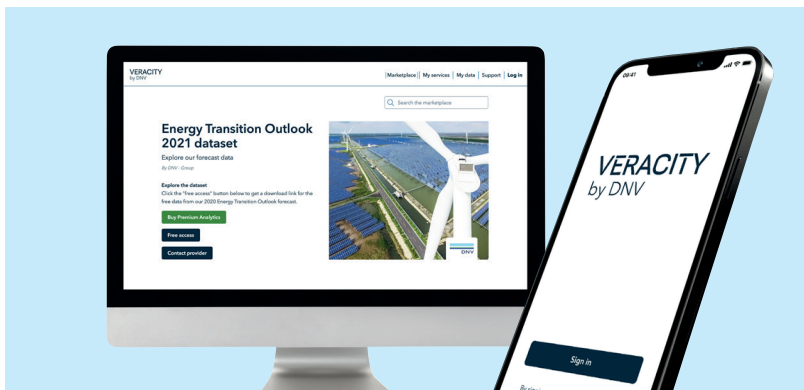 VERACITY
by DNV
Marketplace
My services
My data
Support
Log in
Search the marketplace
Energy Transition Outlook
2021 dataset
Explore our forecast data
By DNV - Group
Explore the dataset
Click the "free access" button below to get a download link for the
free data from our 2020 Energy Transition Outlook forecast.
Buy Premium Analytics
Free access
Contact provider
DNV
09:41
VERACITY
by DNV
Sign in